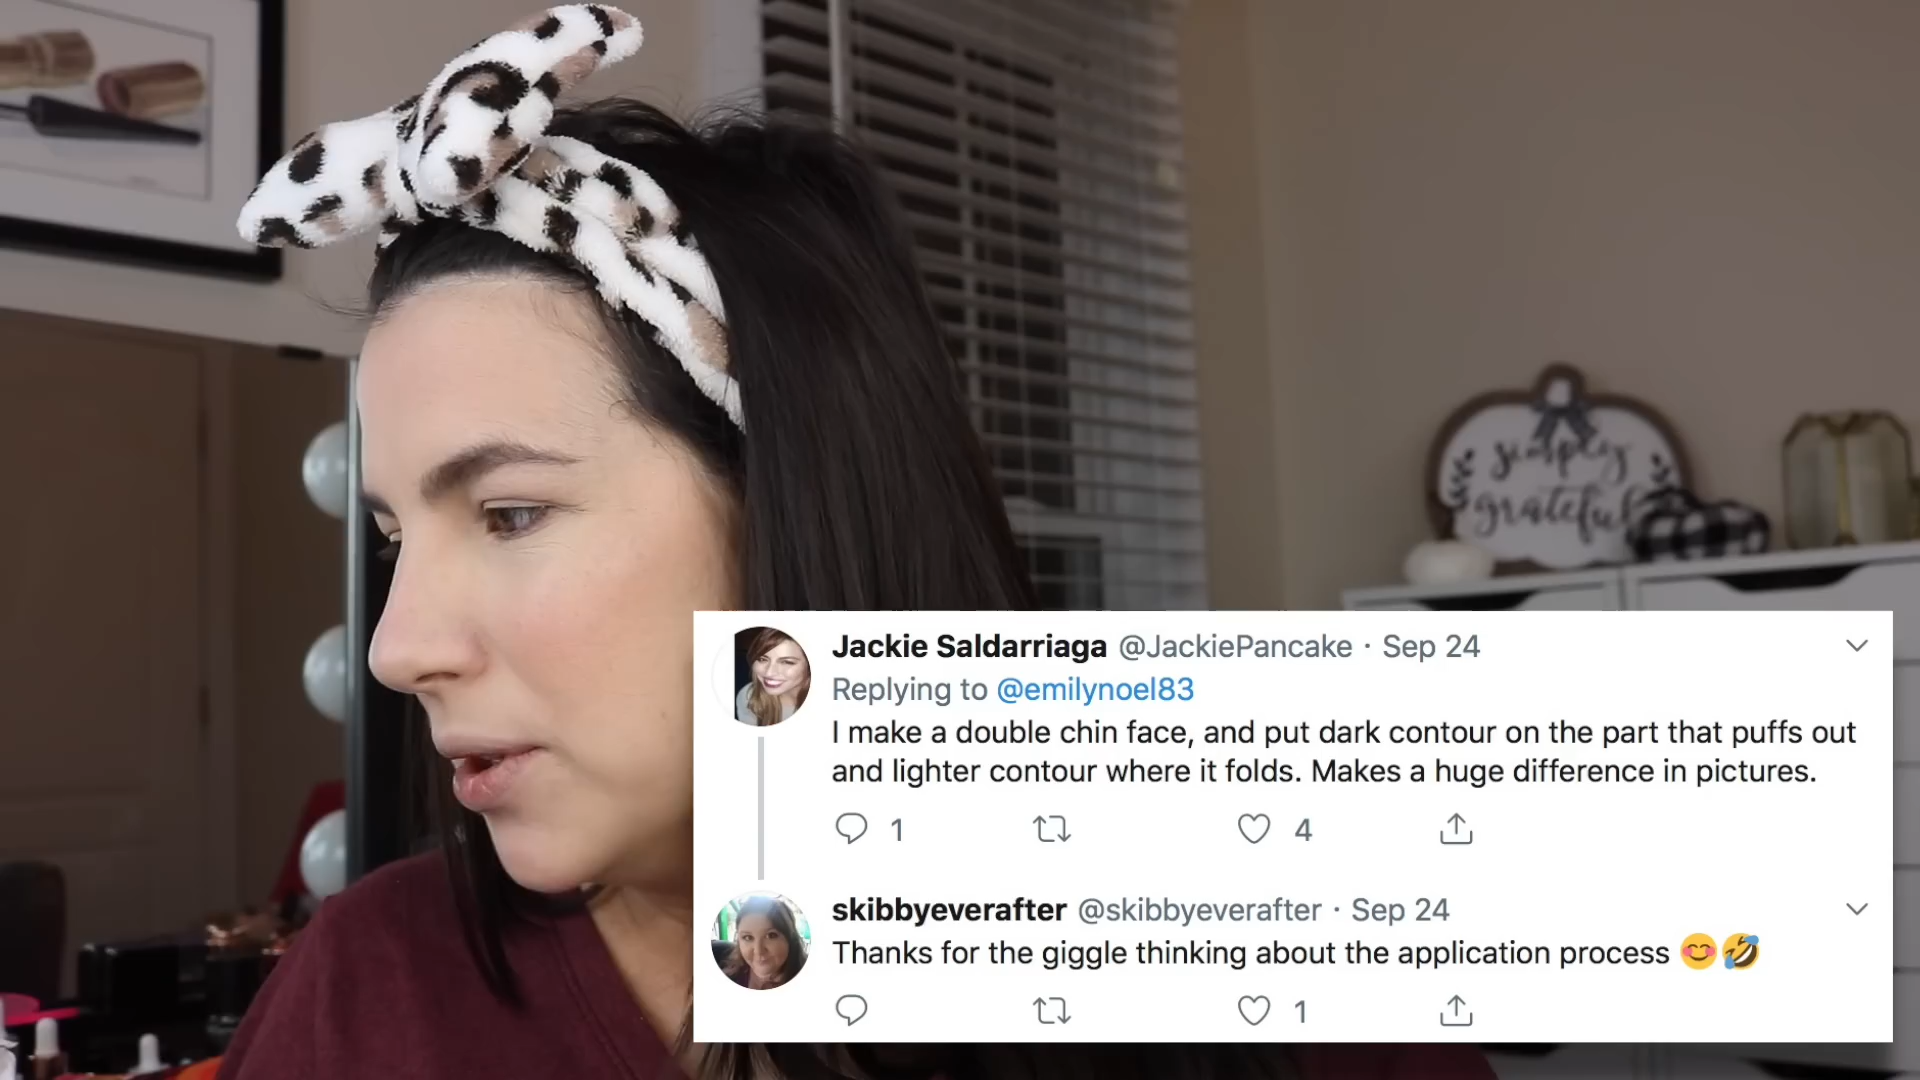 simply
grateful
Jackie Saldarriaga @JackiePancake · Sep 24
Replying to @emilynoel83
I make a double chin face, and put dark contour on the part that puffs out
and lighter contour where it folds. Makes a huge difference in pictures.
1 4
skibbyeverafter @skibbyeverafter · Sep 24
Thanks for the giggle thinking about the application process 😊🤣
1